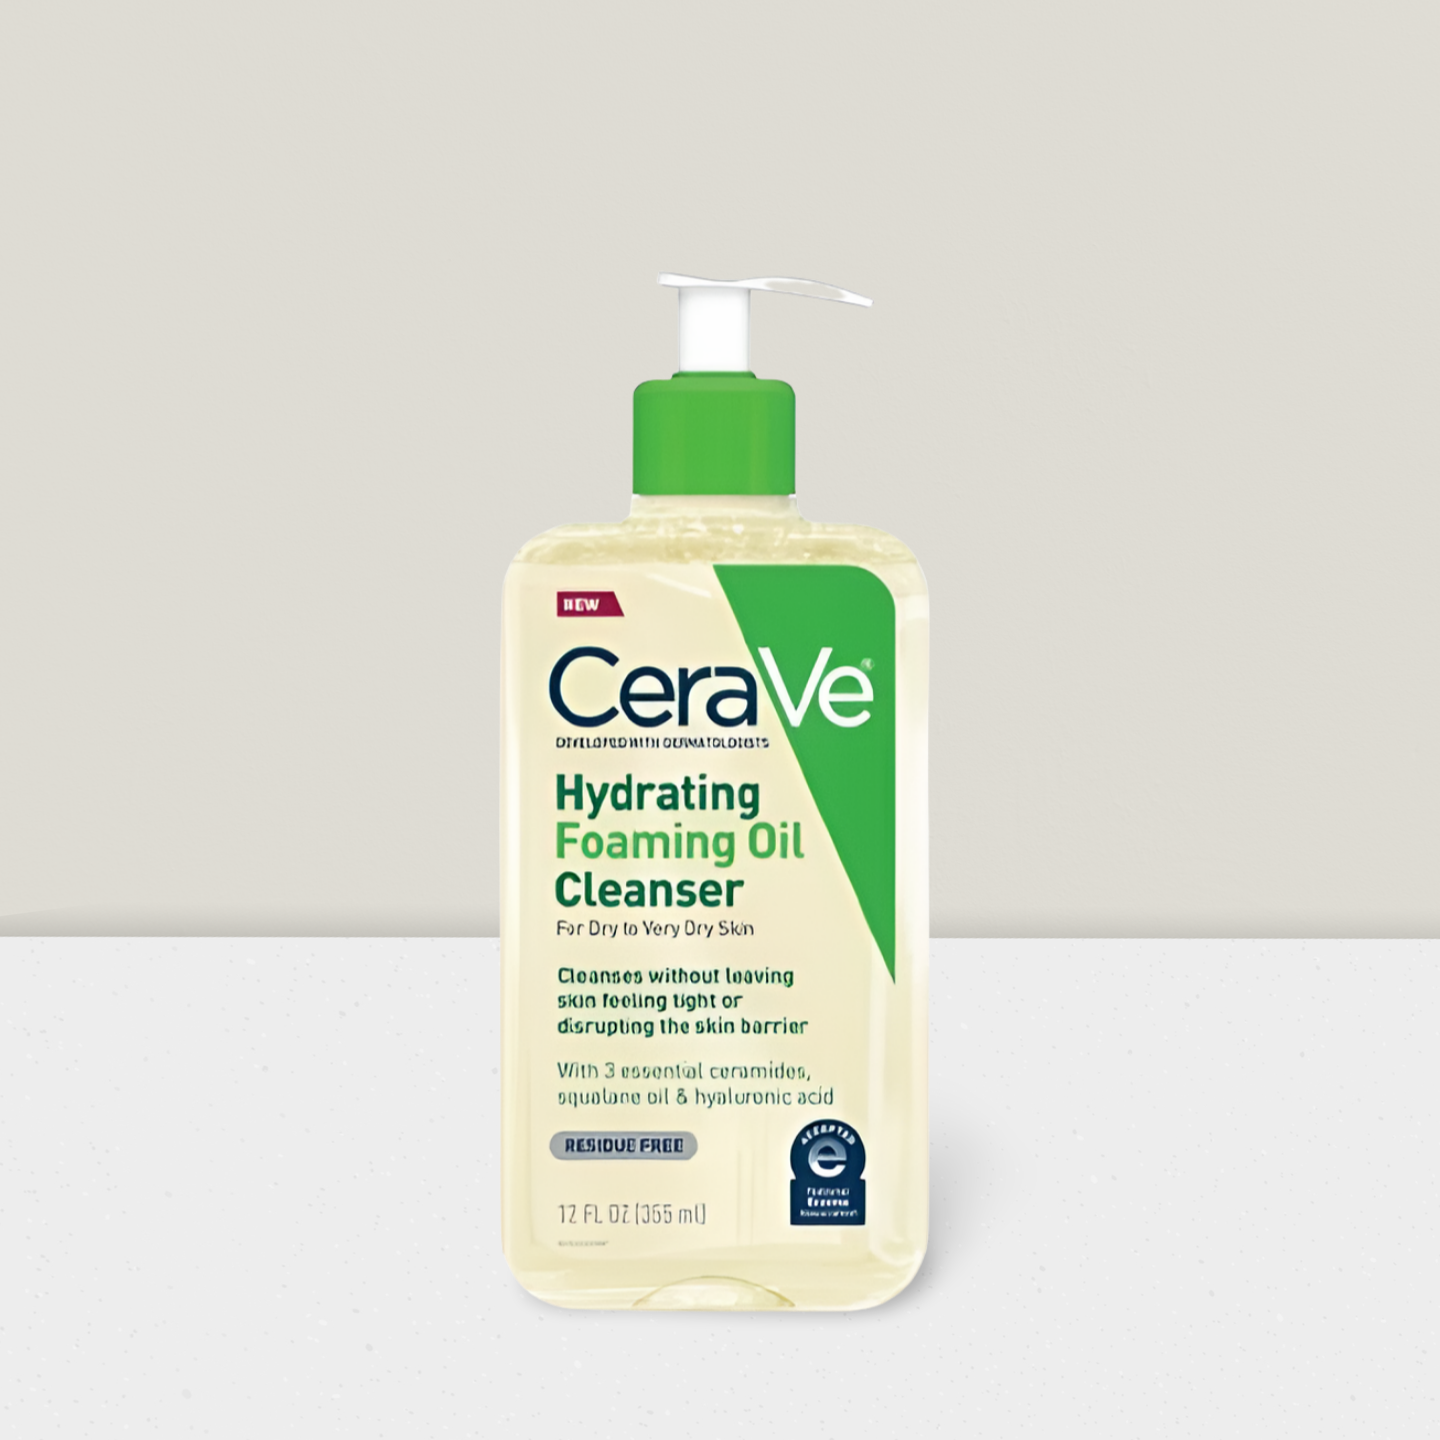 NEW
CeraVe®
DEVELOPED WITH DERMATOLOGISTS
Hydrating
Foaming Oil
Cleanser
For Dry to Very Dry Skin
Cleanses without leaving
skin feeling tight or
disrupting the skin barrier
With 3 essential ceramides,
squalane oil & hyaluronic acid
RESIDUE FREE
ACCEPTED
e
12 FL OZ (355 mL)